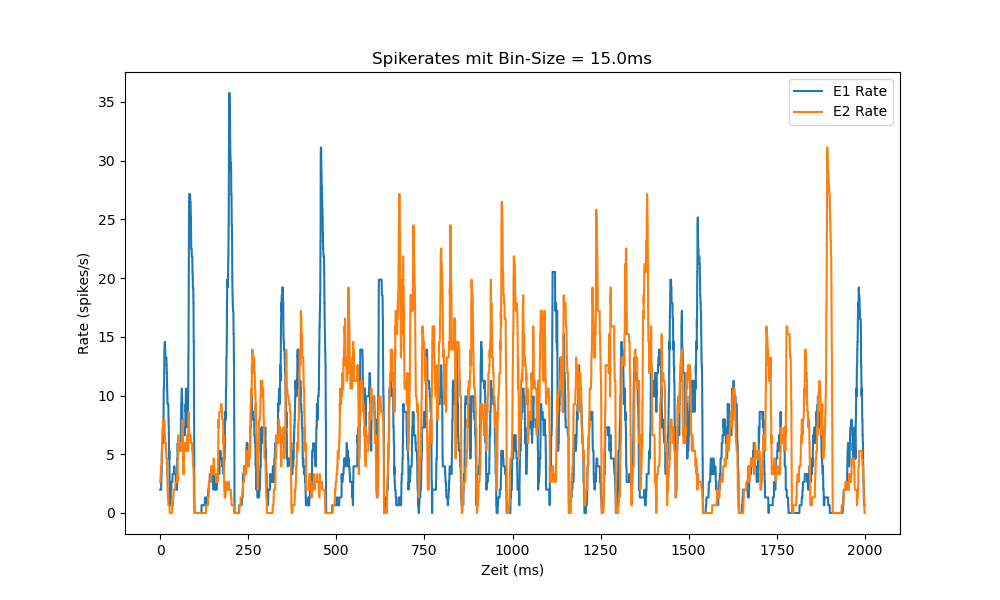 Spikerates mit Bin-Size = 15.0ms
E1 Rate
E2 Rate
Rate (spikes/s)
35
30
25
20
15
10
5
0
0 250 500 750 1000 1250 1500 1750 2000
Zeit (ms)